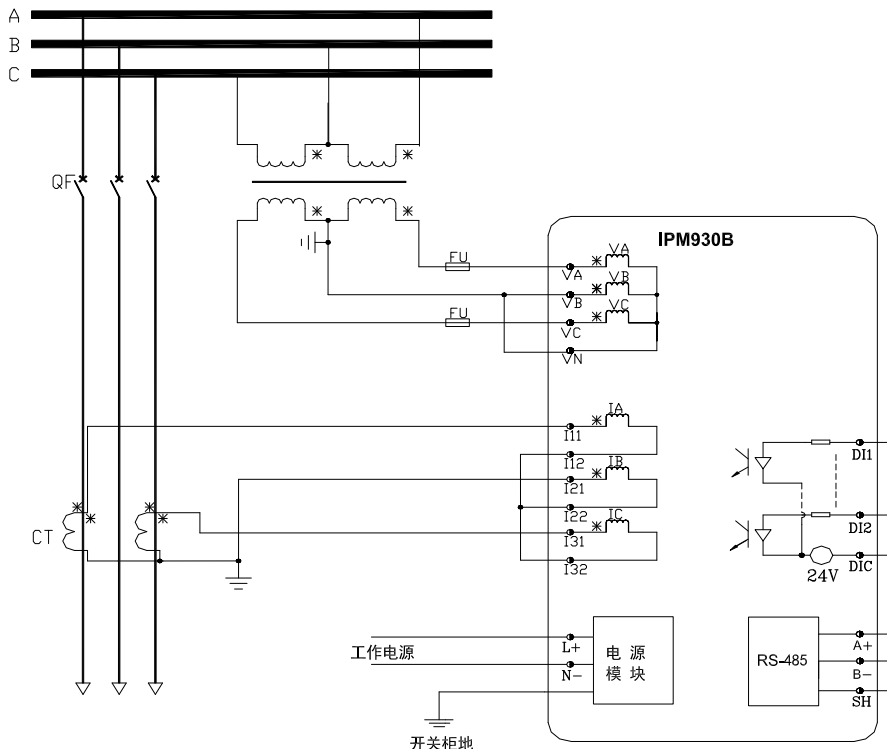 A
B
C
QF
IPM930B
FU
VA
VA
VB
VB
FU
VC
VC
VN
IA
I11
I12
IB
I21
I22
IC
I31
I32
CT
DI1
DI2
DIC
24V
工作电源
L+
N-
电 源
模 块
RS-485
A+
B-
SH
开关柜地